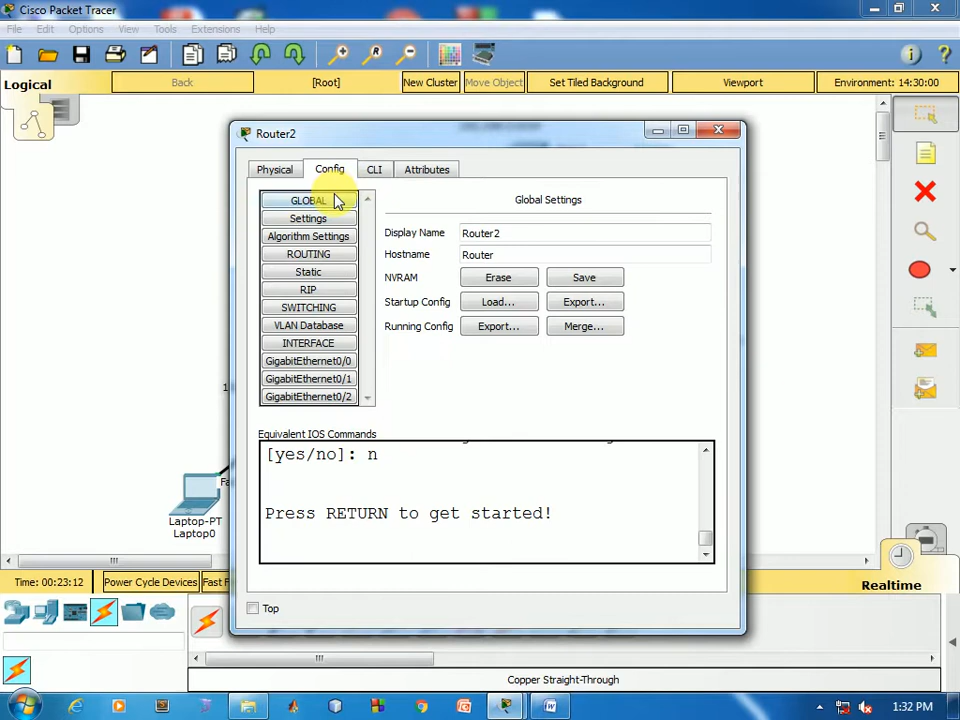 Cisco Packet Tracer
File Edit Options View Tools Extensions Help
Logical Back [Root] New Cluster Move Object Set Tiled Background Viewport Environment: 14:30:00
Router2
Physical Config CLI Attributes
GLOBAL
Settings
Algorithm Settings
ROUTING
Static
RIP
SWITCHING
VLAN Database
INTERFACE
GigabitEthernet0/0
GigabitEthernet0/1
GigabitEthernet0/2
Global Settings
Display Name Router2
Hostname Router
NVRAM Erase Save
Startup Config Load... Export...
Running Config Export... Merge...
Equivalent IOS Commands
[yes/no]: n
Press RETURN to get started!
Top
1
Fa
Laptop-PT
Laptop0
Time: 00:23:12 Power Cycle Devices Fast F
Realtime
Copper Straight-Through
1:32 PM